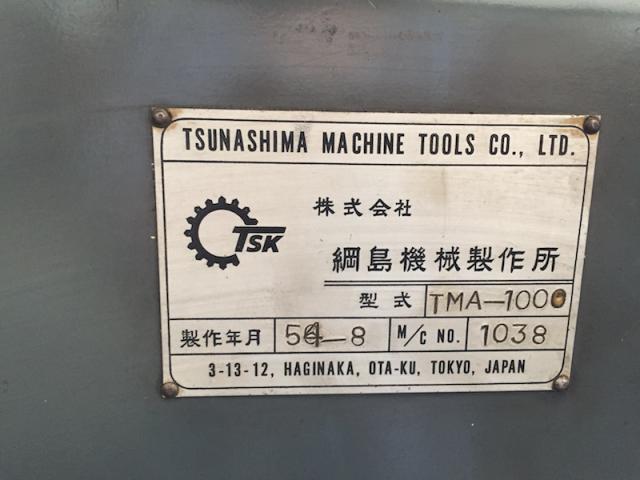 TSUNASHIMA MACHINE TOOLS CO., LTD.
TSK
株式会社
綱島機械製作所
型式 TMA-1000
製作年月 54-8 M/C NO. 1038
3-13-12, HAGINAKA, OTA-KU, TOKYO, JAPAN